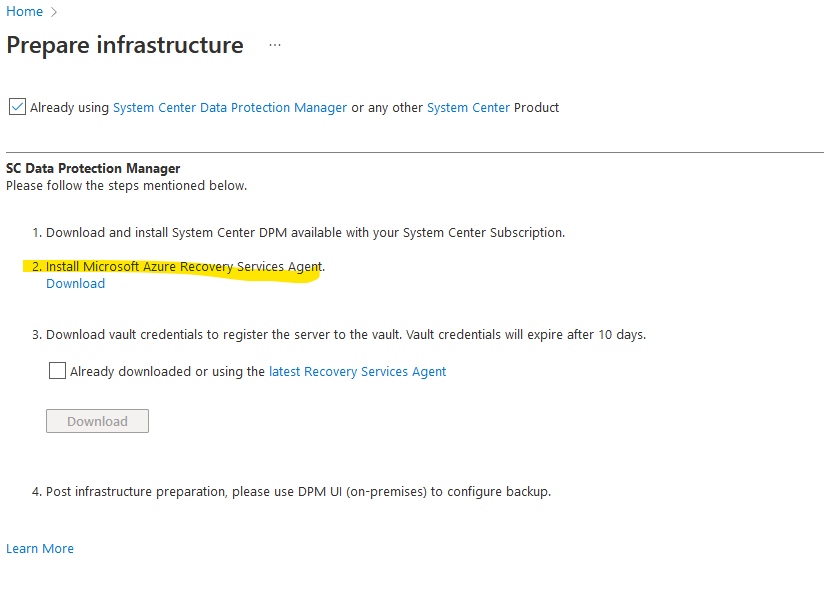 Home >
Prepare infrastructure ...
Already using System Center Data Protection Manager or any other System Center Product
SC Data Protection Manager
Please follow the steps mentioned below.
1. Download and install System Center DPM available with your System Center Subscription.
2. Install Microsoft Azure Recovery Services Agent.
Download
3. Download vault credentials to register the server to the vault. Vault credentials will expire after 10 days.
Already downloaded or using the latest Recovery Services Agent
Download
4. Post infrastructure preparation, please use DPM UI (on-premises) to configure backup.
Learn More